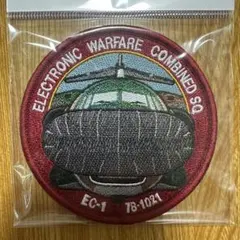 ELECTRONIC WARFARE COMBINED SQ
EC-1 78-1021